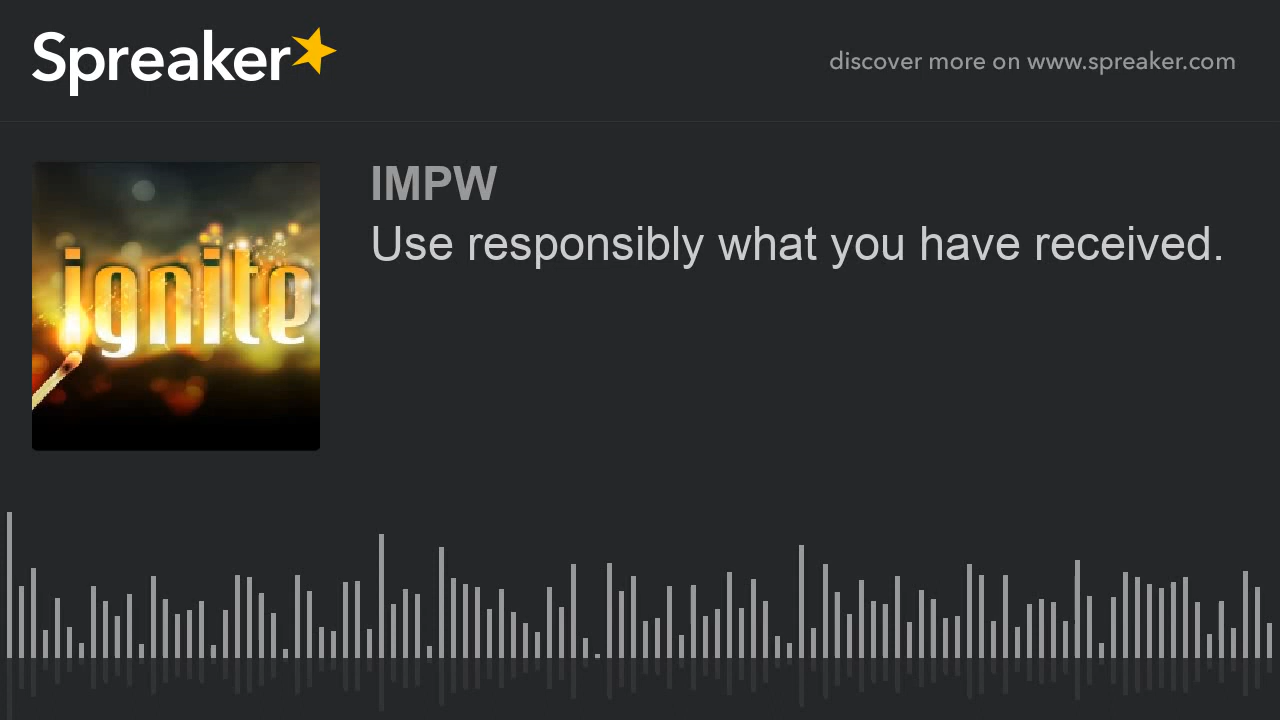 Spreaker
discover more on www.spreaker.com
IMPW
Use responsibly what you have received.
ignite